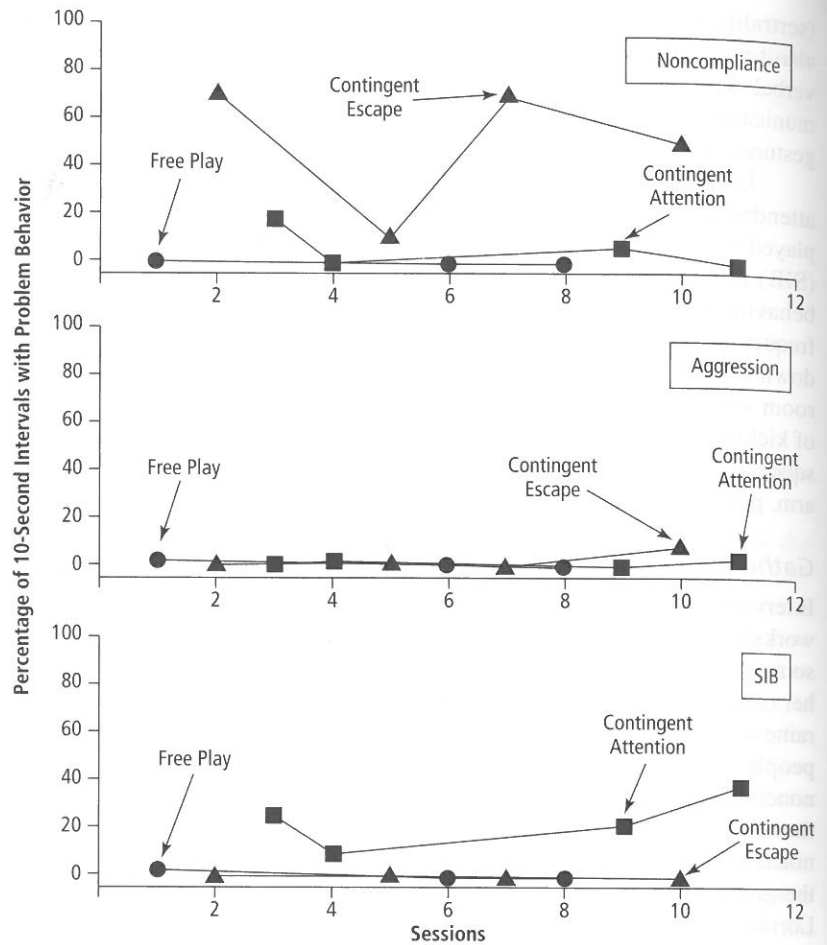 Percentage of 10-Second Intervals with Problem Behavior
100
80
60
40
20
0
Noncompliance
Contingent
Escape
Free Play
Contingent
Attention
2
4
6
8
10
12
100
80
60
40
20
0
Aggression
Free Play
Contingent
Escape
Contingent
Attention
2
4
6
8
10
12
100
80
60
40
20
0
SIB
Free Play
Contingent
Attention
Contingent
Escape
2
4
6
8
10
12
Sessions